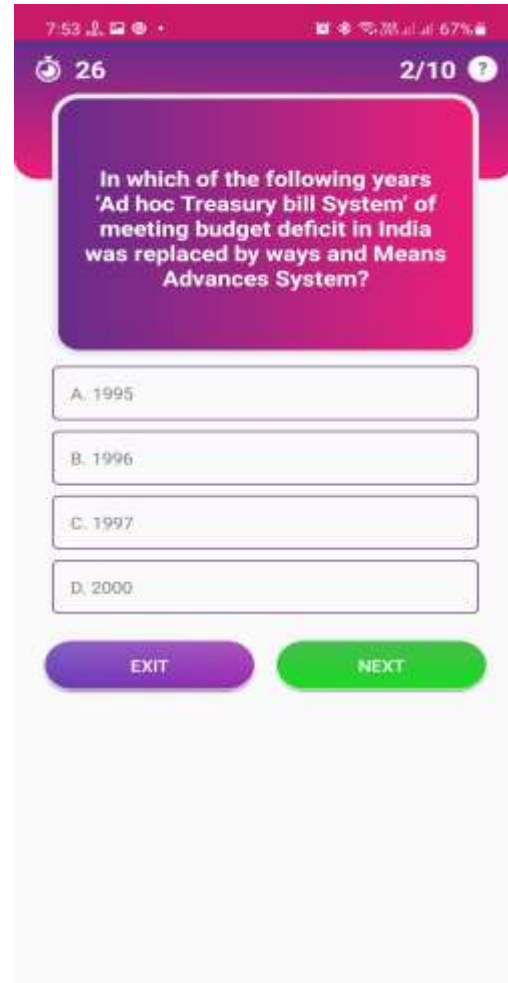 7:53
67%
26
2/10 ?
In which of the following years
'Ad hoc Treasury bill System' of
meeting budget deficit in India
was replaced by ways and Means
Advances System?
A. 1995
B. 1996
C. 1997
D. 2000
EXIT
NEXT